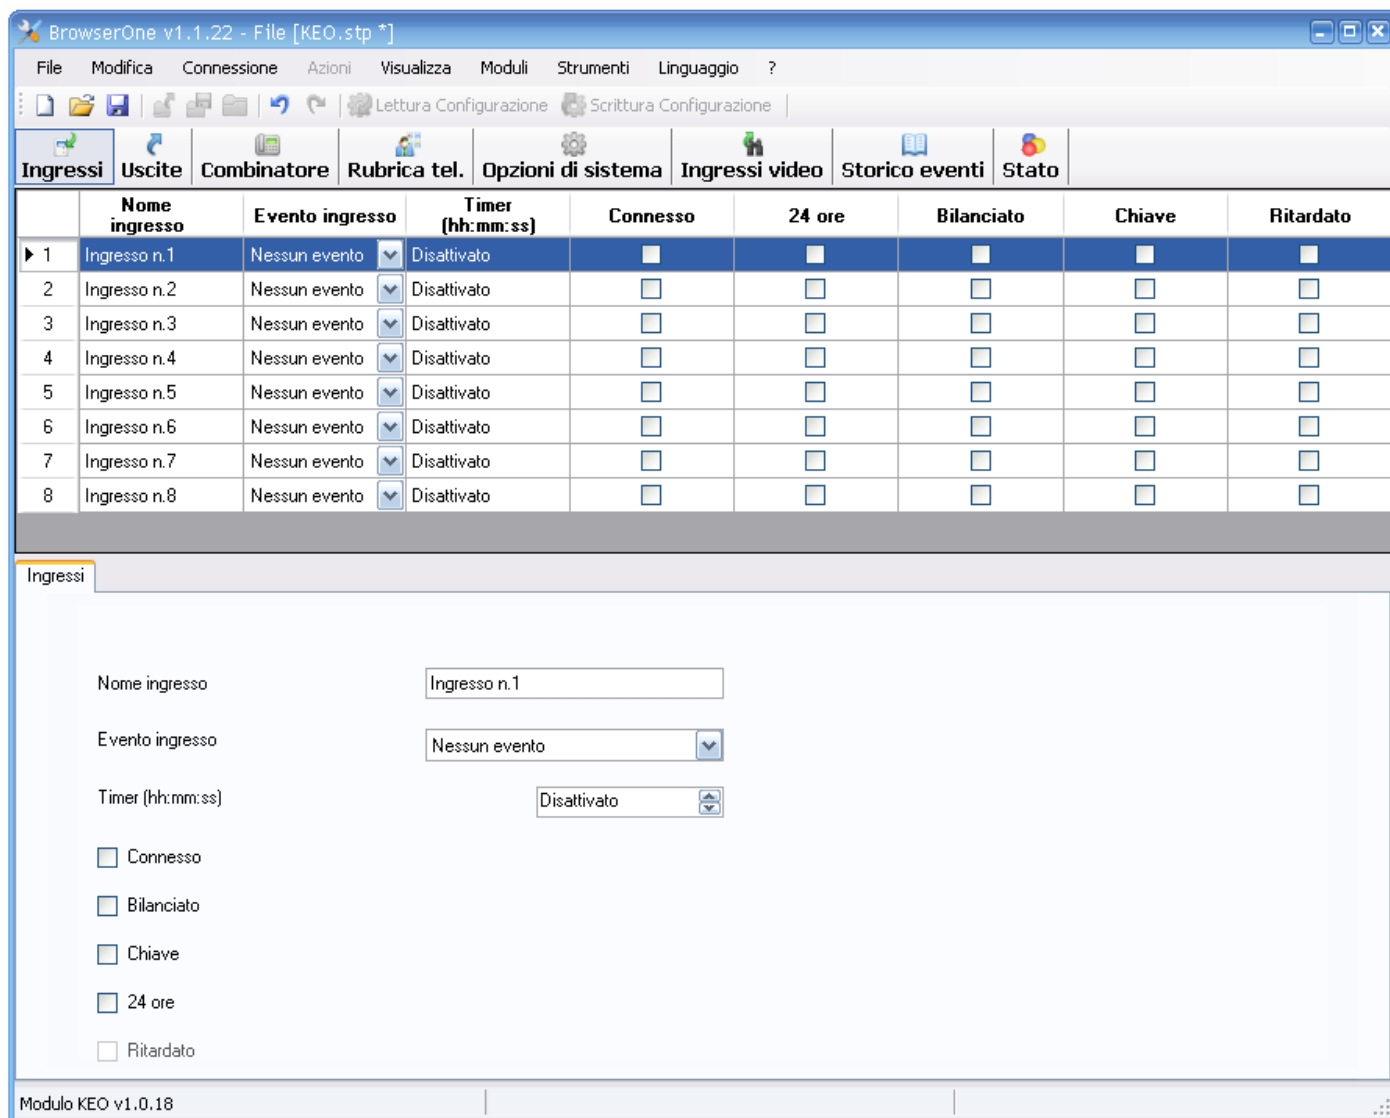 BrowserOne v1.1.22 - File [KEO.stp *]
File Modifica Connessione Azioni Visualizza Moduli Strumenti Linguaggio ?
Lettura Configurazione Scrittura Configurazione
Ingressi Uscite Combinatore Rubrica tel. Opzioni di sistema Ingressi video Storico eventi Stato
Nome ingresso Evento ingresso Timer (hh:mm:ss) Connesso 24 ore Bilanciato Chiave Ritardato
1 Ingresso n.1 Nessun evento Disattivato
2 Ingresso n.2 Nessun evento Disattivato
3 Ingresso n.3 Nessun evento Disattivato
4 Ingresso n.4 Nessun evento Disattivato
5 Ingresso n.5 Nessun evento Disattivato
6 Ingresso n.6 Nessun evento Disattivato
7 Ingresso n.7 Nessun evento Disattivato
8 Ingresso n.8 Nessun evento Disattivato
Ingressi
Nome ingresso Ingresso n.1
Evento ingresso Nessun evento
Timer (hh:mm:ss) Disattivato
Connesso
Bilanciato
Chiave
24 ore
Ritardato
Modulo KEO v1.0.18